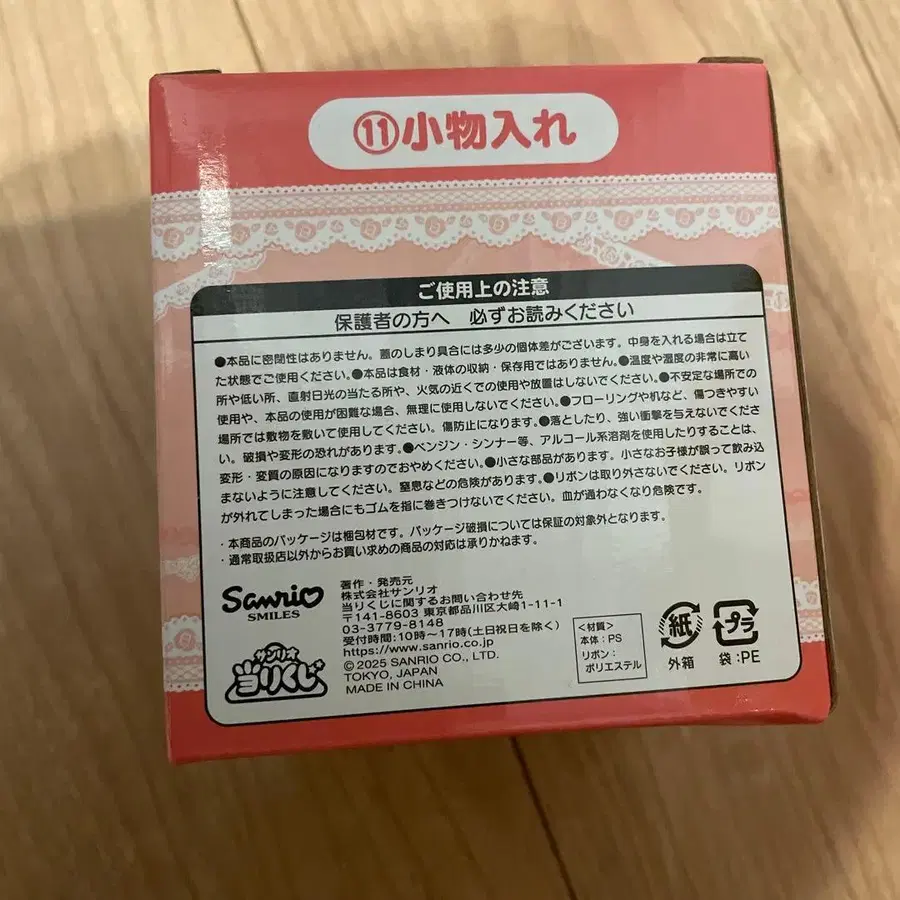 ⑪小物入れ
ご使用上の注意
保護者の方へ 必ずお読みください
●本品に密閉性はありません。蓋のしまり具合には多少の個体差がございます。中身を入れる場合は立て
た状態でご使用ください。●本品は食材・液体の収納・保存用ではありません。●温度や湿度の非常に高い
所や低い所、直射日光の当たる所や、火気の近くでの使用や放置はしないでください。●不安定な場所での
使用や、本品の使用が困難な場合、無理に使用しないでください。●フローリングや机など、傷つきやすい
場所では敷物を敷いて使用してください。傷防止になります。●落としたり、強い衝撃を与えないでくださ
い。破損や変形の恐れがあります。●ベンジン・シンナー等、アルコール系溶剤を使用したりすることは、
変形・変質の原因になりますのでおやめください。●小さな部品があります。小さなお子様が誤って飲み込
まないように注意してください。窒息などの危険があります。●リボンは取り外さないでください。リボン
が外れてしまった場合にもゴムを指に巻きつけないでください。血が通わなくなり危険です。
・本商品のパッケージは梱包材です。パッケージ破損については保証の対象外となります。
・通常取扱店以外からお買い求めの商品の対応は承りかねます。
Sanrio
SMILES
サンリオ
当りくじ
著作・発売元
株式会社サンリオ
当りくじに関するお問い合わせ先
〒141-8603 東京都品川区大崎1-11-1
03-3779-8148
受付時間:10時～17時(土日祝日を除く)
https://www.sanrio.co.jp
© 2025 SANRIO CO., LTD.
TOKYO, JAPAN
MADE IN CHINA
<材質>
本体:PS
リボン:
ポリエステル
紙
外箱
プラ
袋:PE